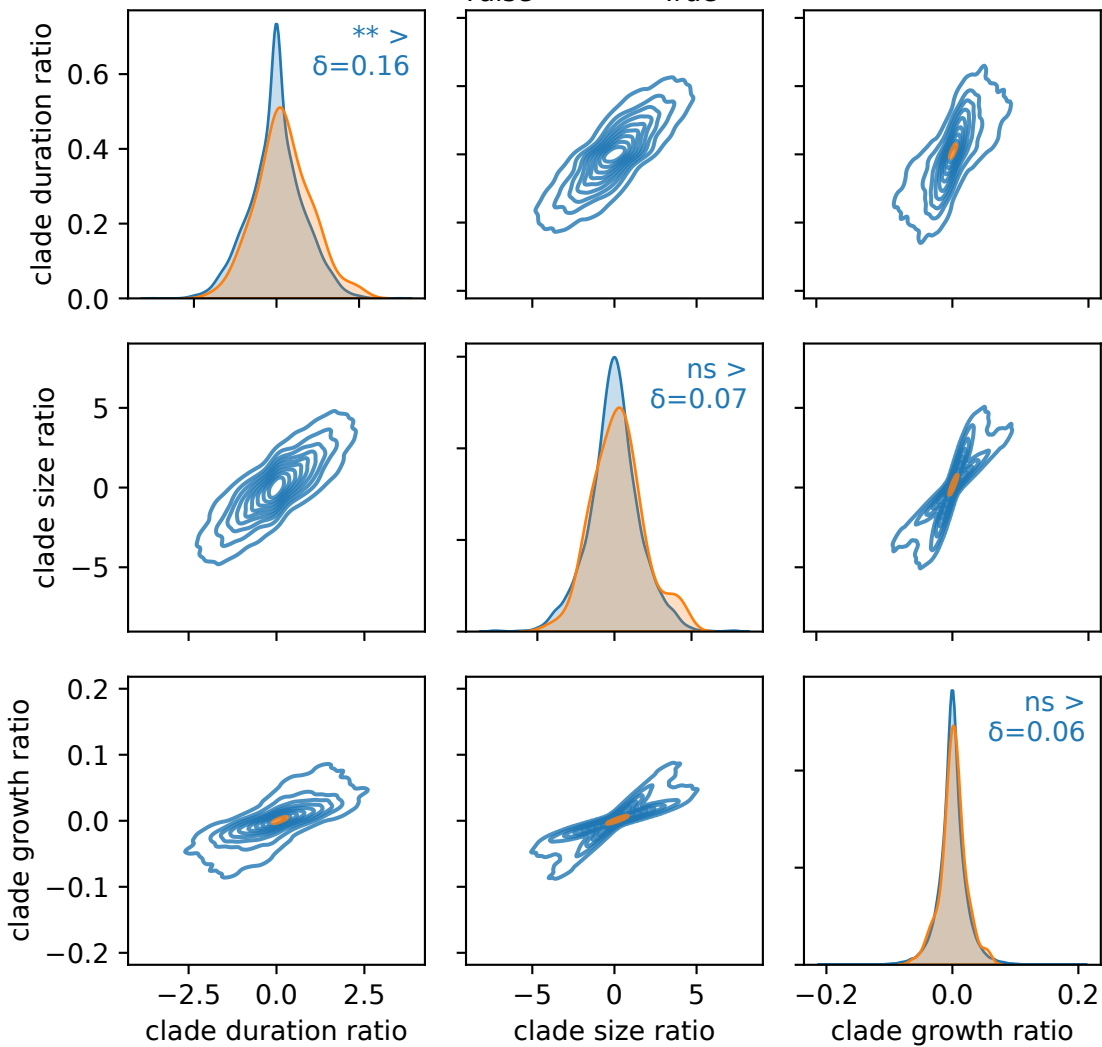 clade duration ratio
0.6
0.4
0.2
0.0
** >
δ=0.16
clade size ratio
5
0
−5
ns >
δ=0.07
clade growth ratio
0.2
0.1
0.0
−0.1
−0.2
ns >
δ=0.06
−2.5 0.0 2.5
−5 0 5
−0.2 0.0 0.2
clade duration ratio
clade size ratio
clade growth ratio